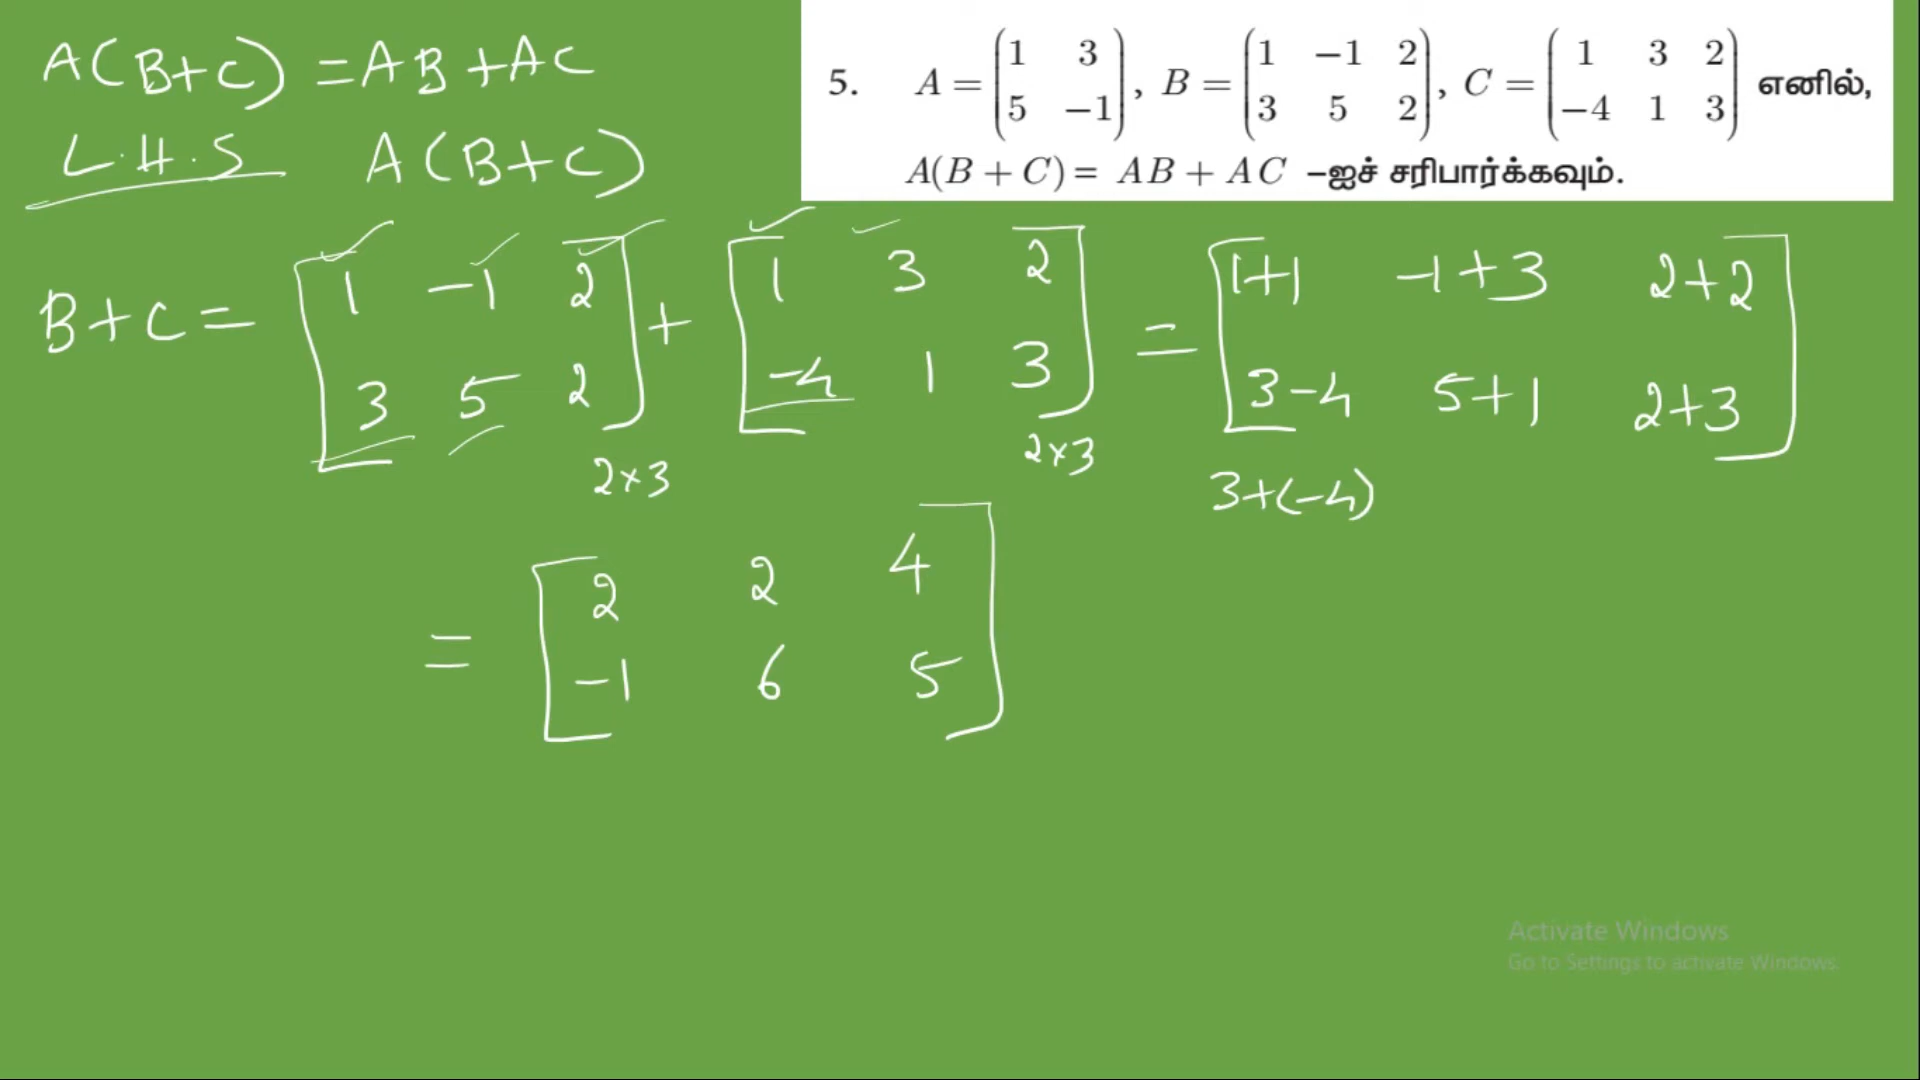 A(B+C) = AB+AC
L.H.S A(B+C)
5. A = (1 3 5 -1), B = (1 -1 2 3 5 2), C = (1 3 2 -4 1 3) எனில்,
A(B + C) = AB + AC -ஐச் சரிபார்க்கவும்.
B+C = [1 -1 2] + [1 3 2] = [1+1 -1+3 2+2]
[3 5 2] [-4 1 3] [3-4 5+1 2+3]
2×3 2×3 3+(-4)
= [2 2 4]
[-1 6 5]
Activate Windows
Go to Settings to activate Windows.